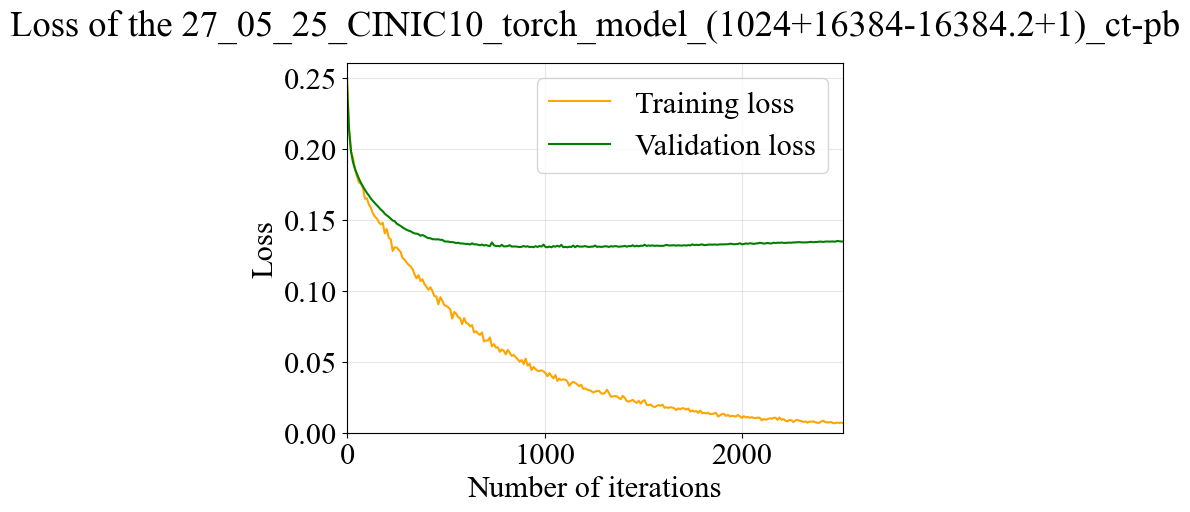 Loss of the 27_05_25_CINIC10_torch_model_(1024+16384-16384.2+1)_ct-pb
0.25
0.20
0.15
0.10
0.05
0.00
Loss
Training loss
Validation loss
0 1000 2000
Number of iterations